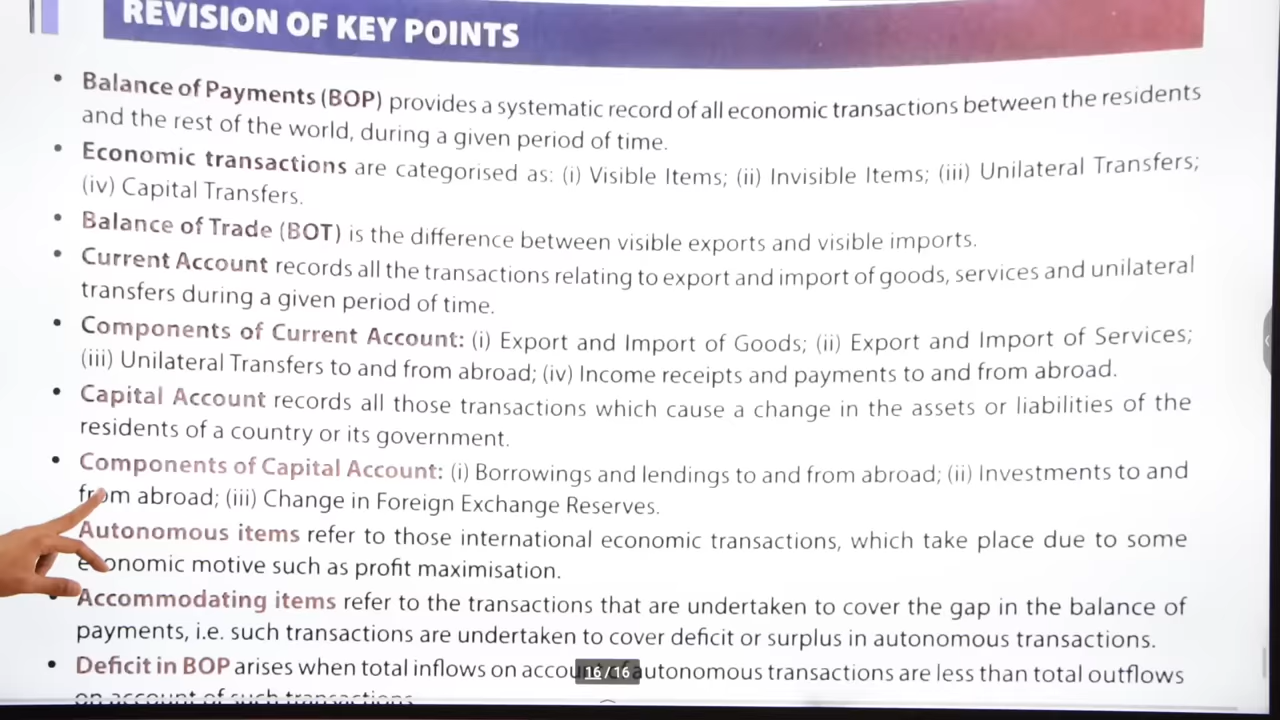 REVISION OF KEY POINTS
• Balance of Payments (BOP) provides a systematic record of all economic transactions between the residents
and the rest of the world, during a given period of time.
• Economic transactions are categorised as: (i) Visible Items; (ii) Invisible Items; (iii) Unilateral Transfers;
(iv) Capital Transfers.
• Balance of Trade (BOT) is the difference between visible exports and visible imports.
• Current Account records all the transactions relating to export and import of goods, services and unilateral
transfers during a given period of time.
• Components of Current Account: (i) Export and Import of Goods; (ii) Export and Import of Services;
(iii) Unilateral Transfers to and from abroad; (iv) Income receipts and payments to and from abroad.
• Capital Account records all those transactions which cause a change in the assets or liabilities of the
residents of a country or its government.
• Components of Capital Account: (i) Borrowings and lendings to and from abroad; (ii) Investments to and
from abroad; (iii) Change in Foreign Exchange Reserves.
Autonomous items refer to those international economic transactions, which take place due to some
economic motive such as profit maximisation.
• Accommodating items refer to the transactions that are undertaken to cover the gap in the balance of
payments, i.e. such transactions are undertaken to cover deficit or surplus in autonomous transactions.
• Deficit in BOP arises when total inflows on account of autonomous transactions are less than total outflows
16/16
on account of such transactions.